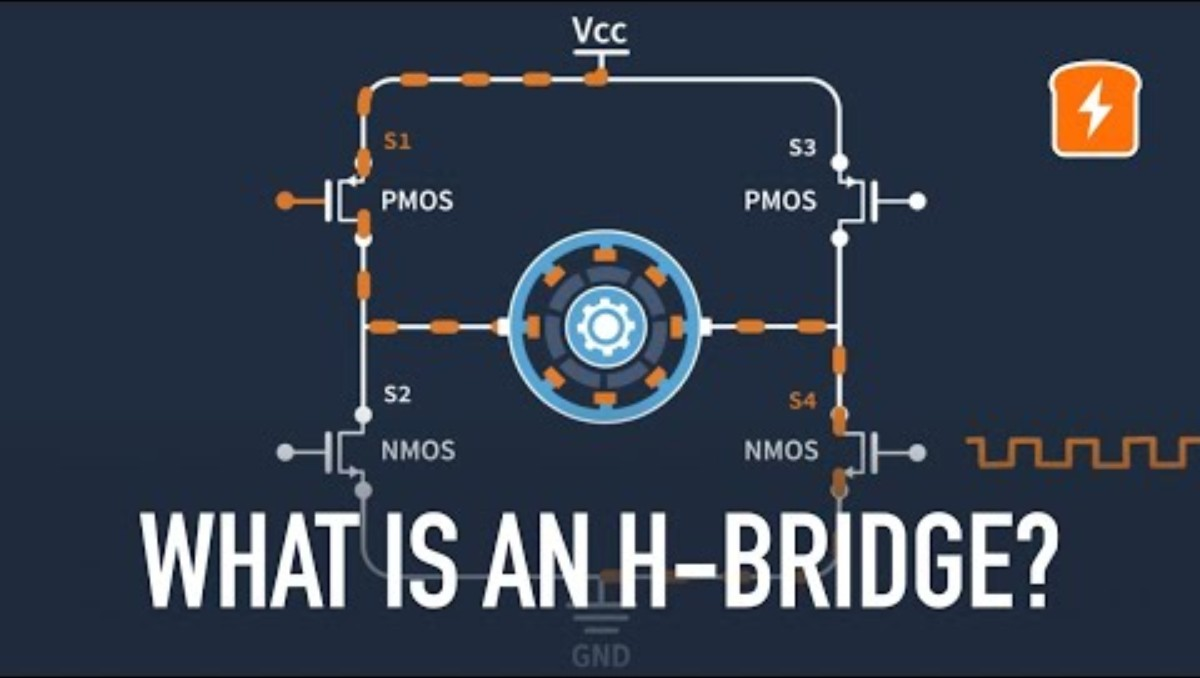 Vcc
S1
S3
PMOS
PMOS
S2
S4
NMOS
NMOS
WHAT IS AN H-BRIDGE?
GND